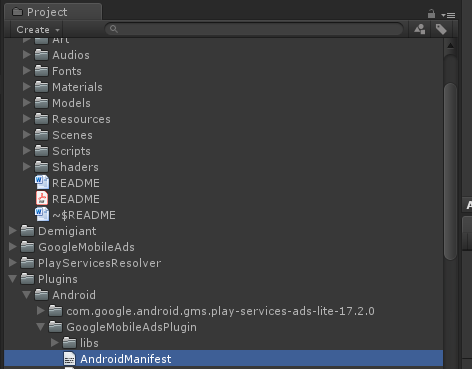 Project
Create
Art
Audios
Fonts
Materials
Models
Resources
Scenes
Scripts
Shaders
README
README
~$README
Demigiant
GoogleMobileAds
PlayServicesResolver
Plugins
Android
com.google.android.gms.play-services-ads-lite-17.2.0
GoogleMobileAdsPlugin
libs
AndroidManifest